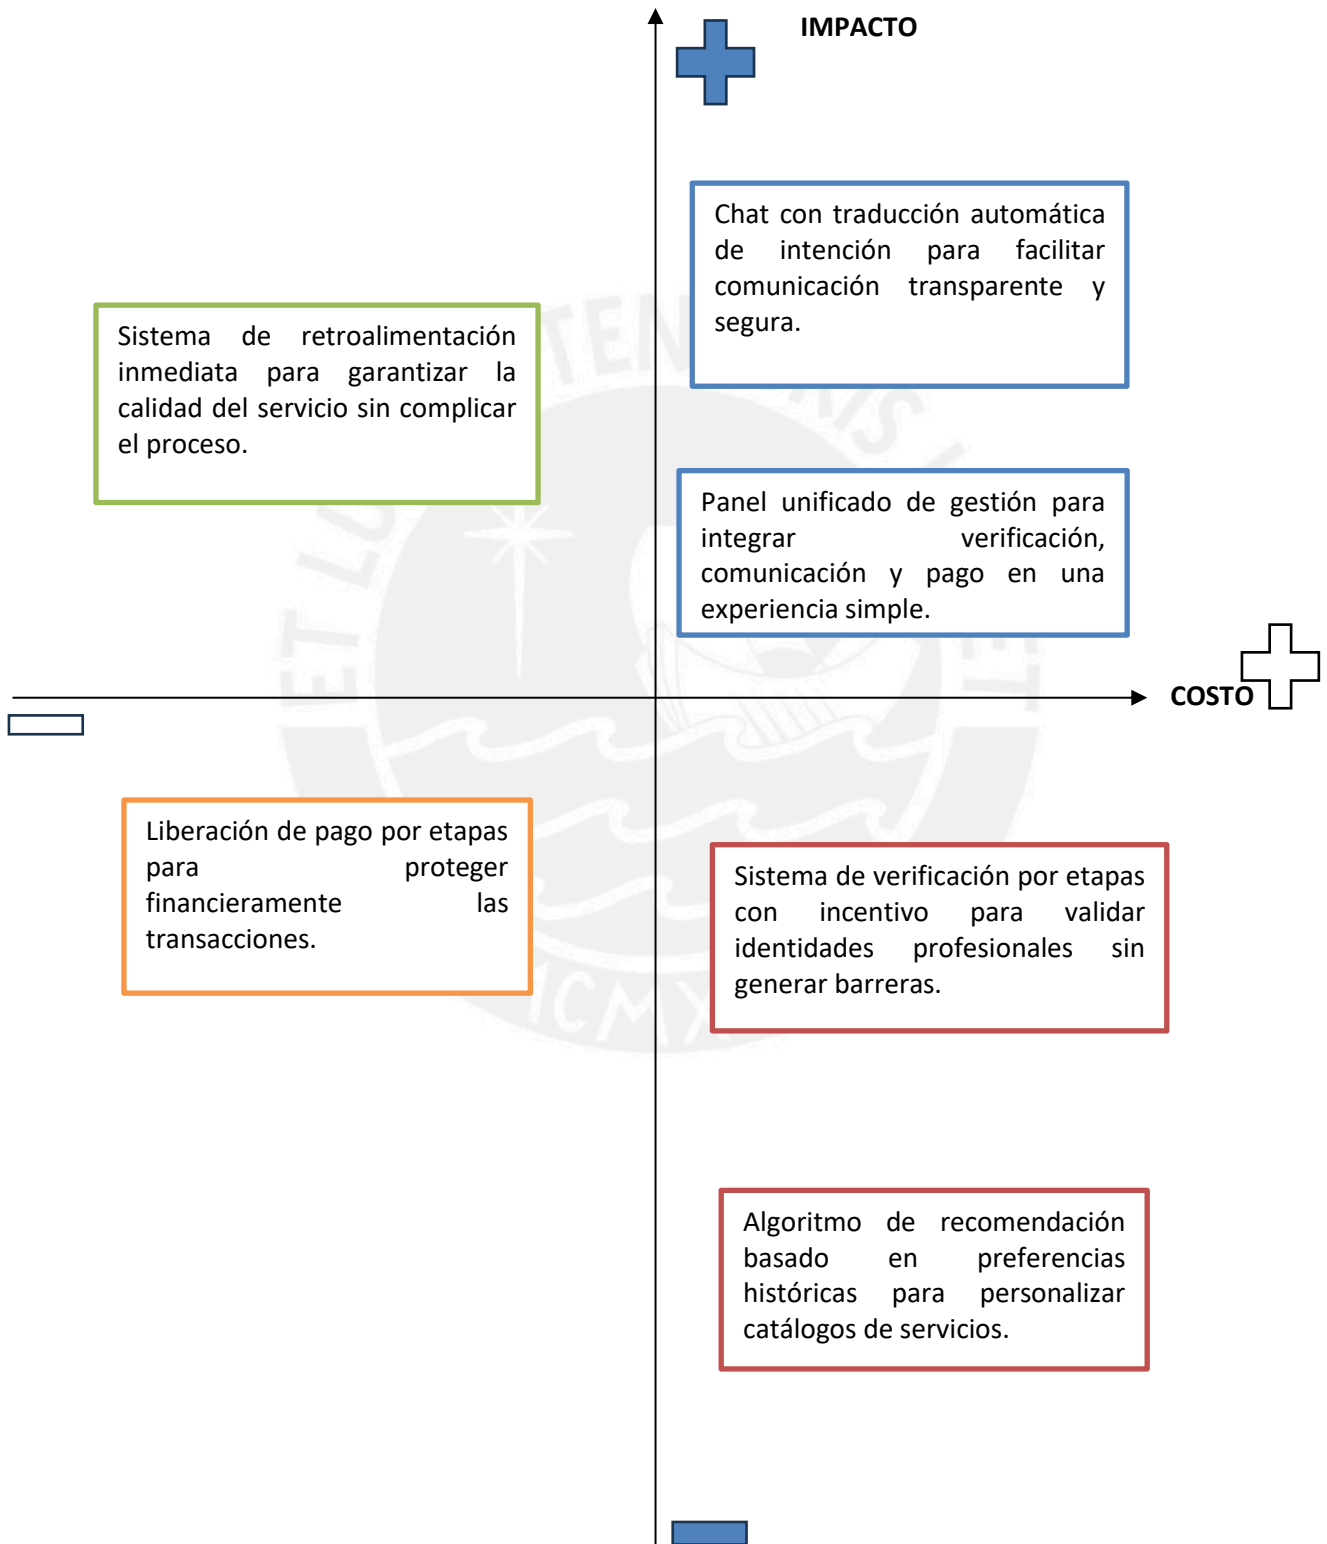 IMPACTO
Chat con traducción automática
de intención para facilitar
comunicación transparente y
segura.
Sistema de retroalimentación
inmediata para garantizar la
calidad del servicio sin complicar
el proceso.
Panel unificado de gestión para
integrar verificación,
comunicación y pago en una
experiencia simple.
COSTO
Liberación de pago por etapas
para proteger
financieramente las
transacciones.
Sistema de verificación por etapas
con incentivo para validar
identidades profesionales sin
generar barreras.
Algoritmo de recomendación
basado en preferencias
históricas para personalizar
catálogos de servicios.